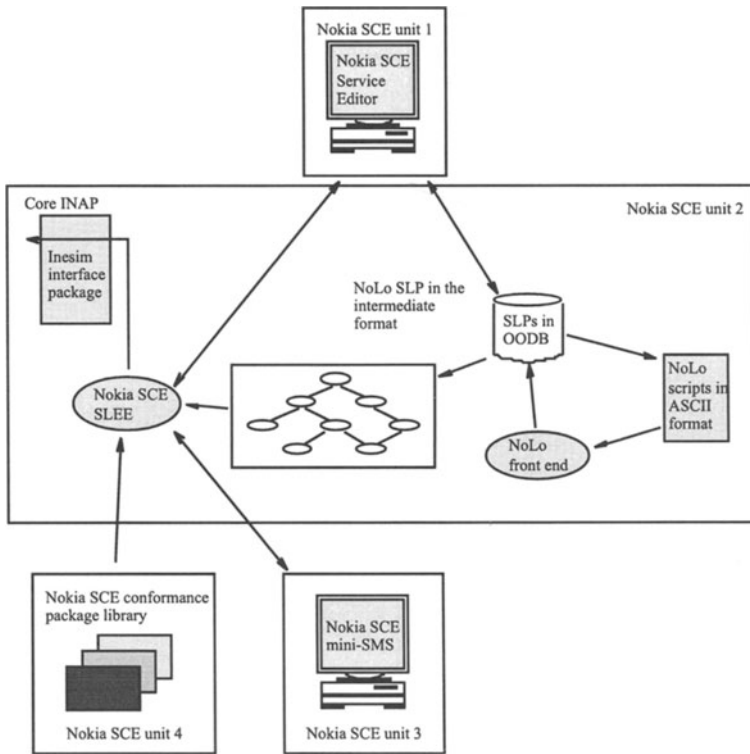 Nokia SCE unit 1
Nokia SCE
Service
Editor
Core INAP
Nokia SCE unit 2
Inesim
interface
package
NoLo SLP in the
intermediate
format
SLPs in
OODB
Nokia SCE
SLEE
NoLo
scripts in
ASCII
format
NoLo
front end
Nokia SCE conformance
package library
Nokia SCE
mini-SMS
Nokia SCE unit 4
Nokia SCE unit 3